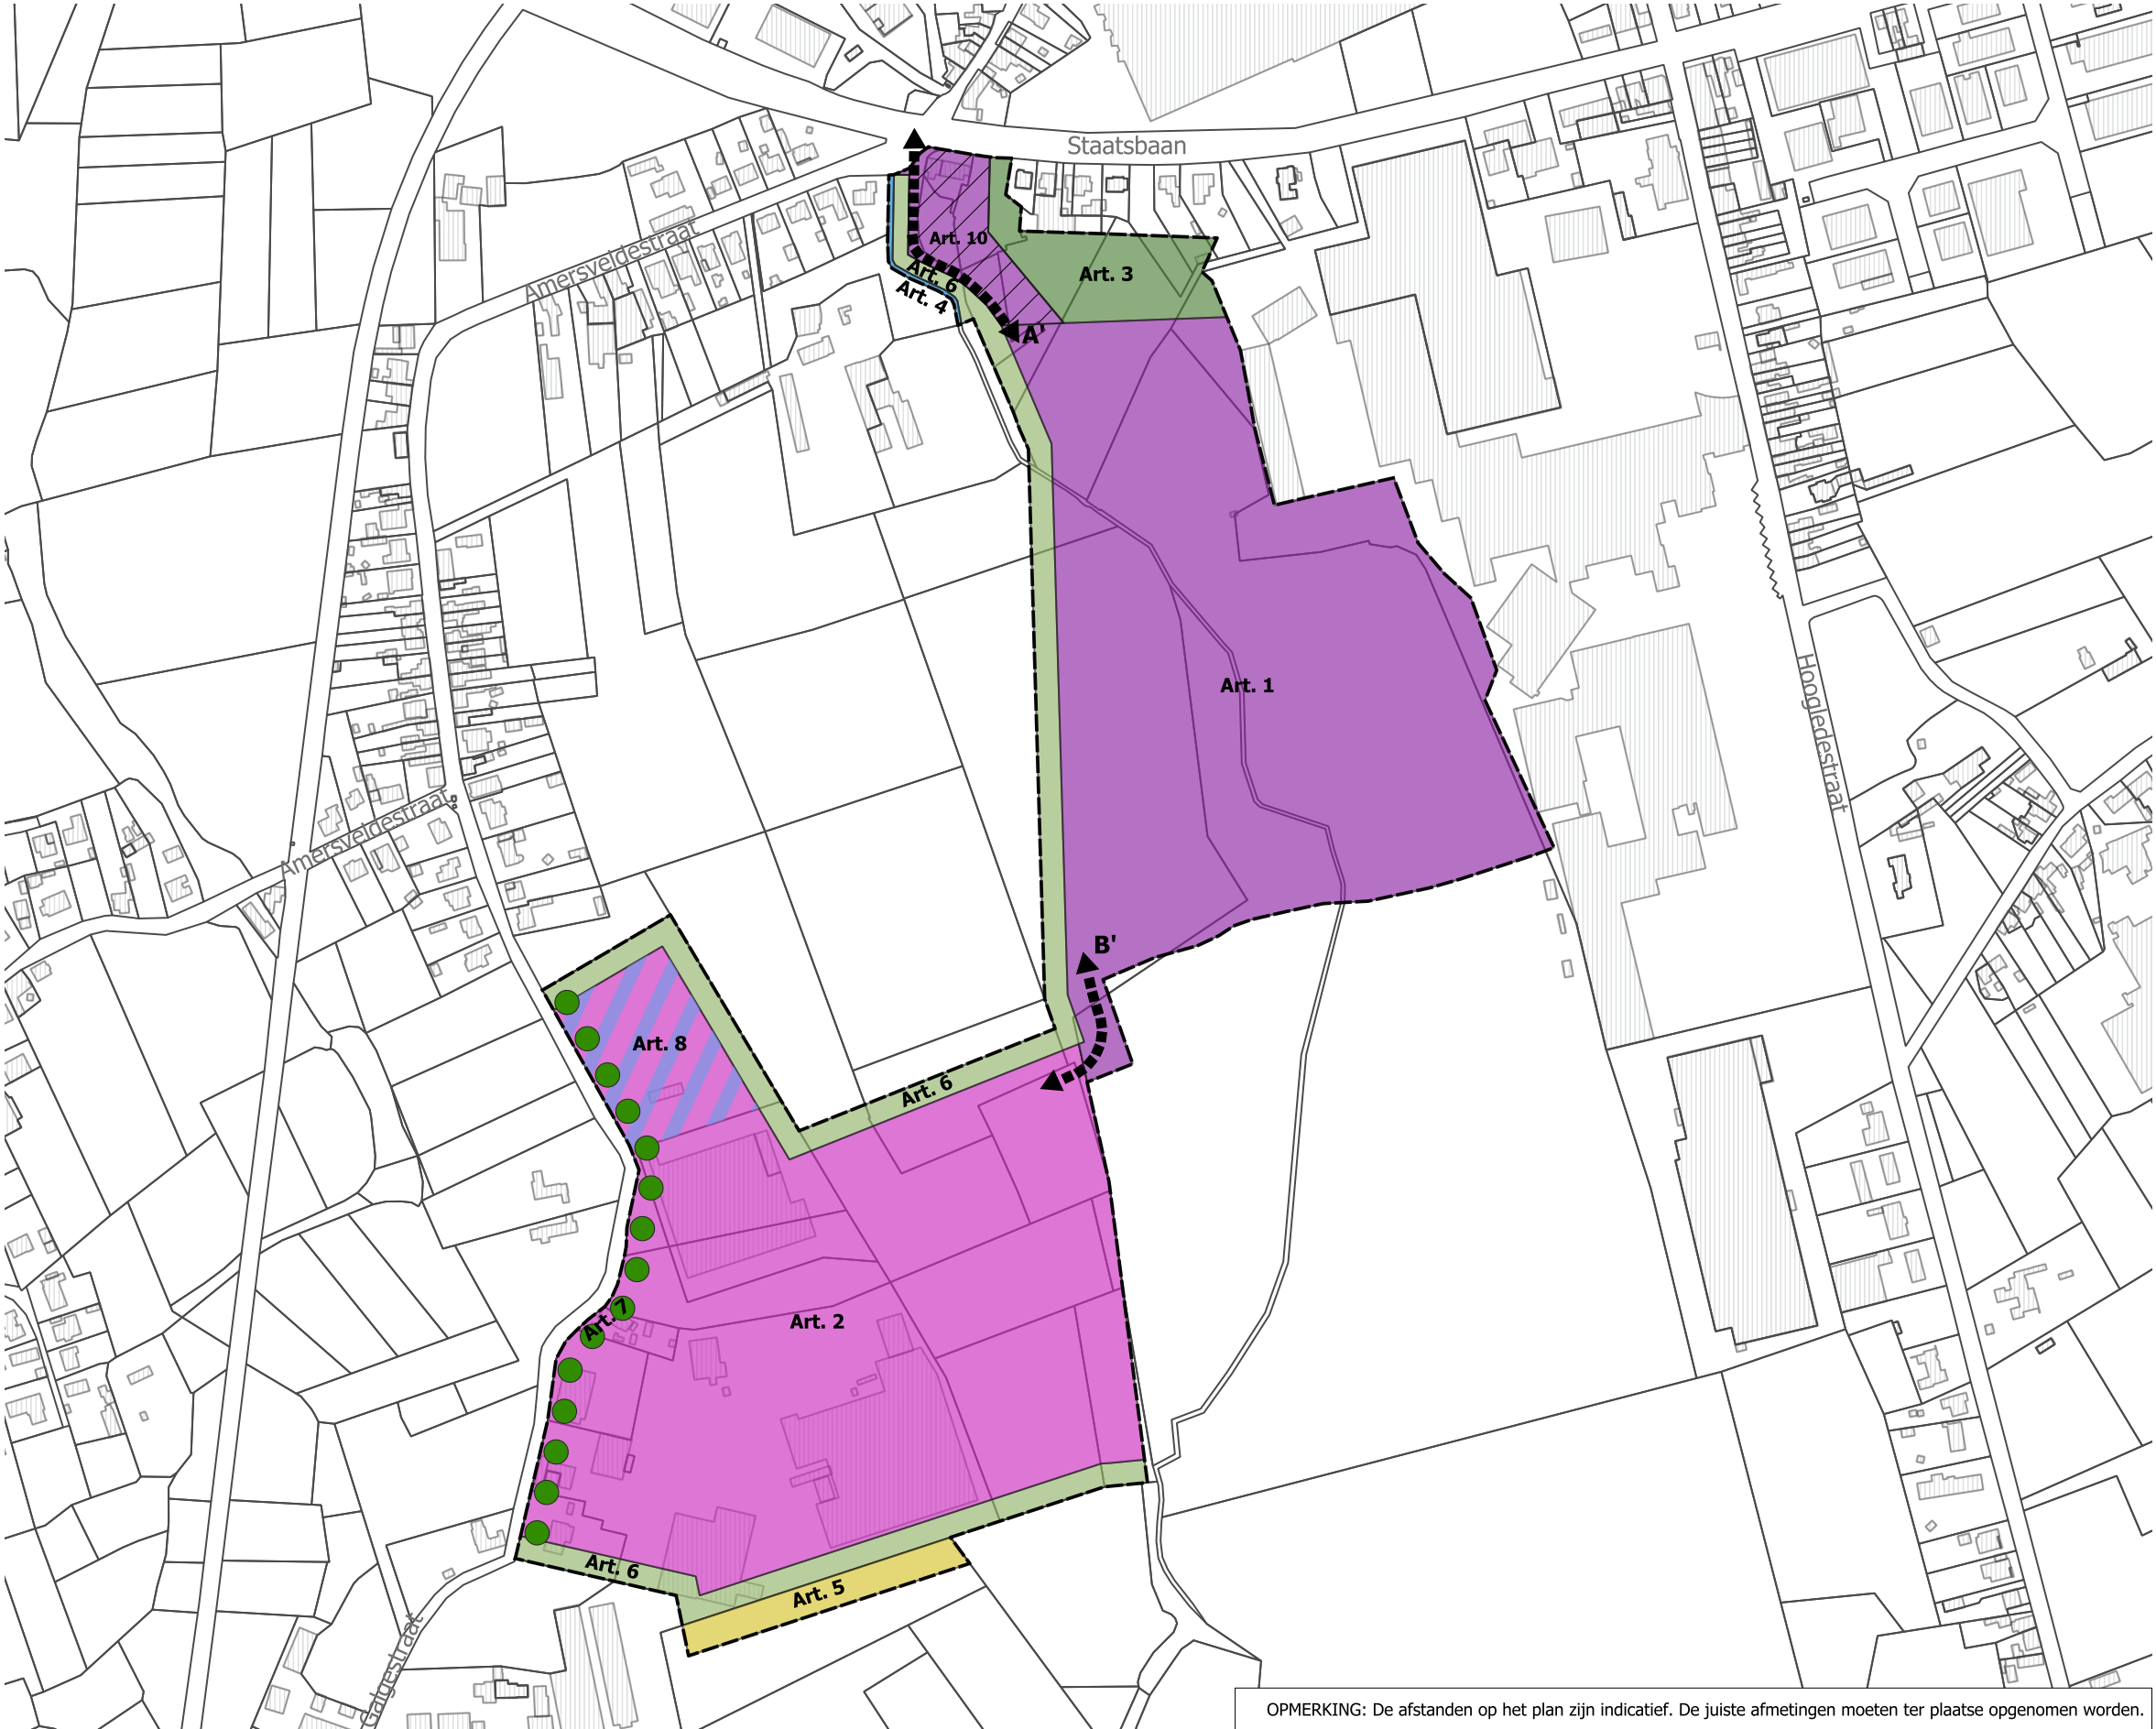 Staatsbaan
Amersveldestraat
Art. 10
Art. 6
Art. 4
Art. 3
A'
Art. 1
Hoogledestraat
Amersveldestraat
B'
Art. 8
Art. 6
Art. 7
Art. 2
Art. 6
Art. 5
Galgestraat
OPMERKING: De afstanden op het plan zijn indicatief. De juiste afmetingen moeten ter plaatse opgenomen worden.